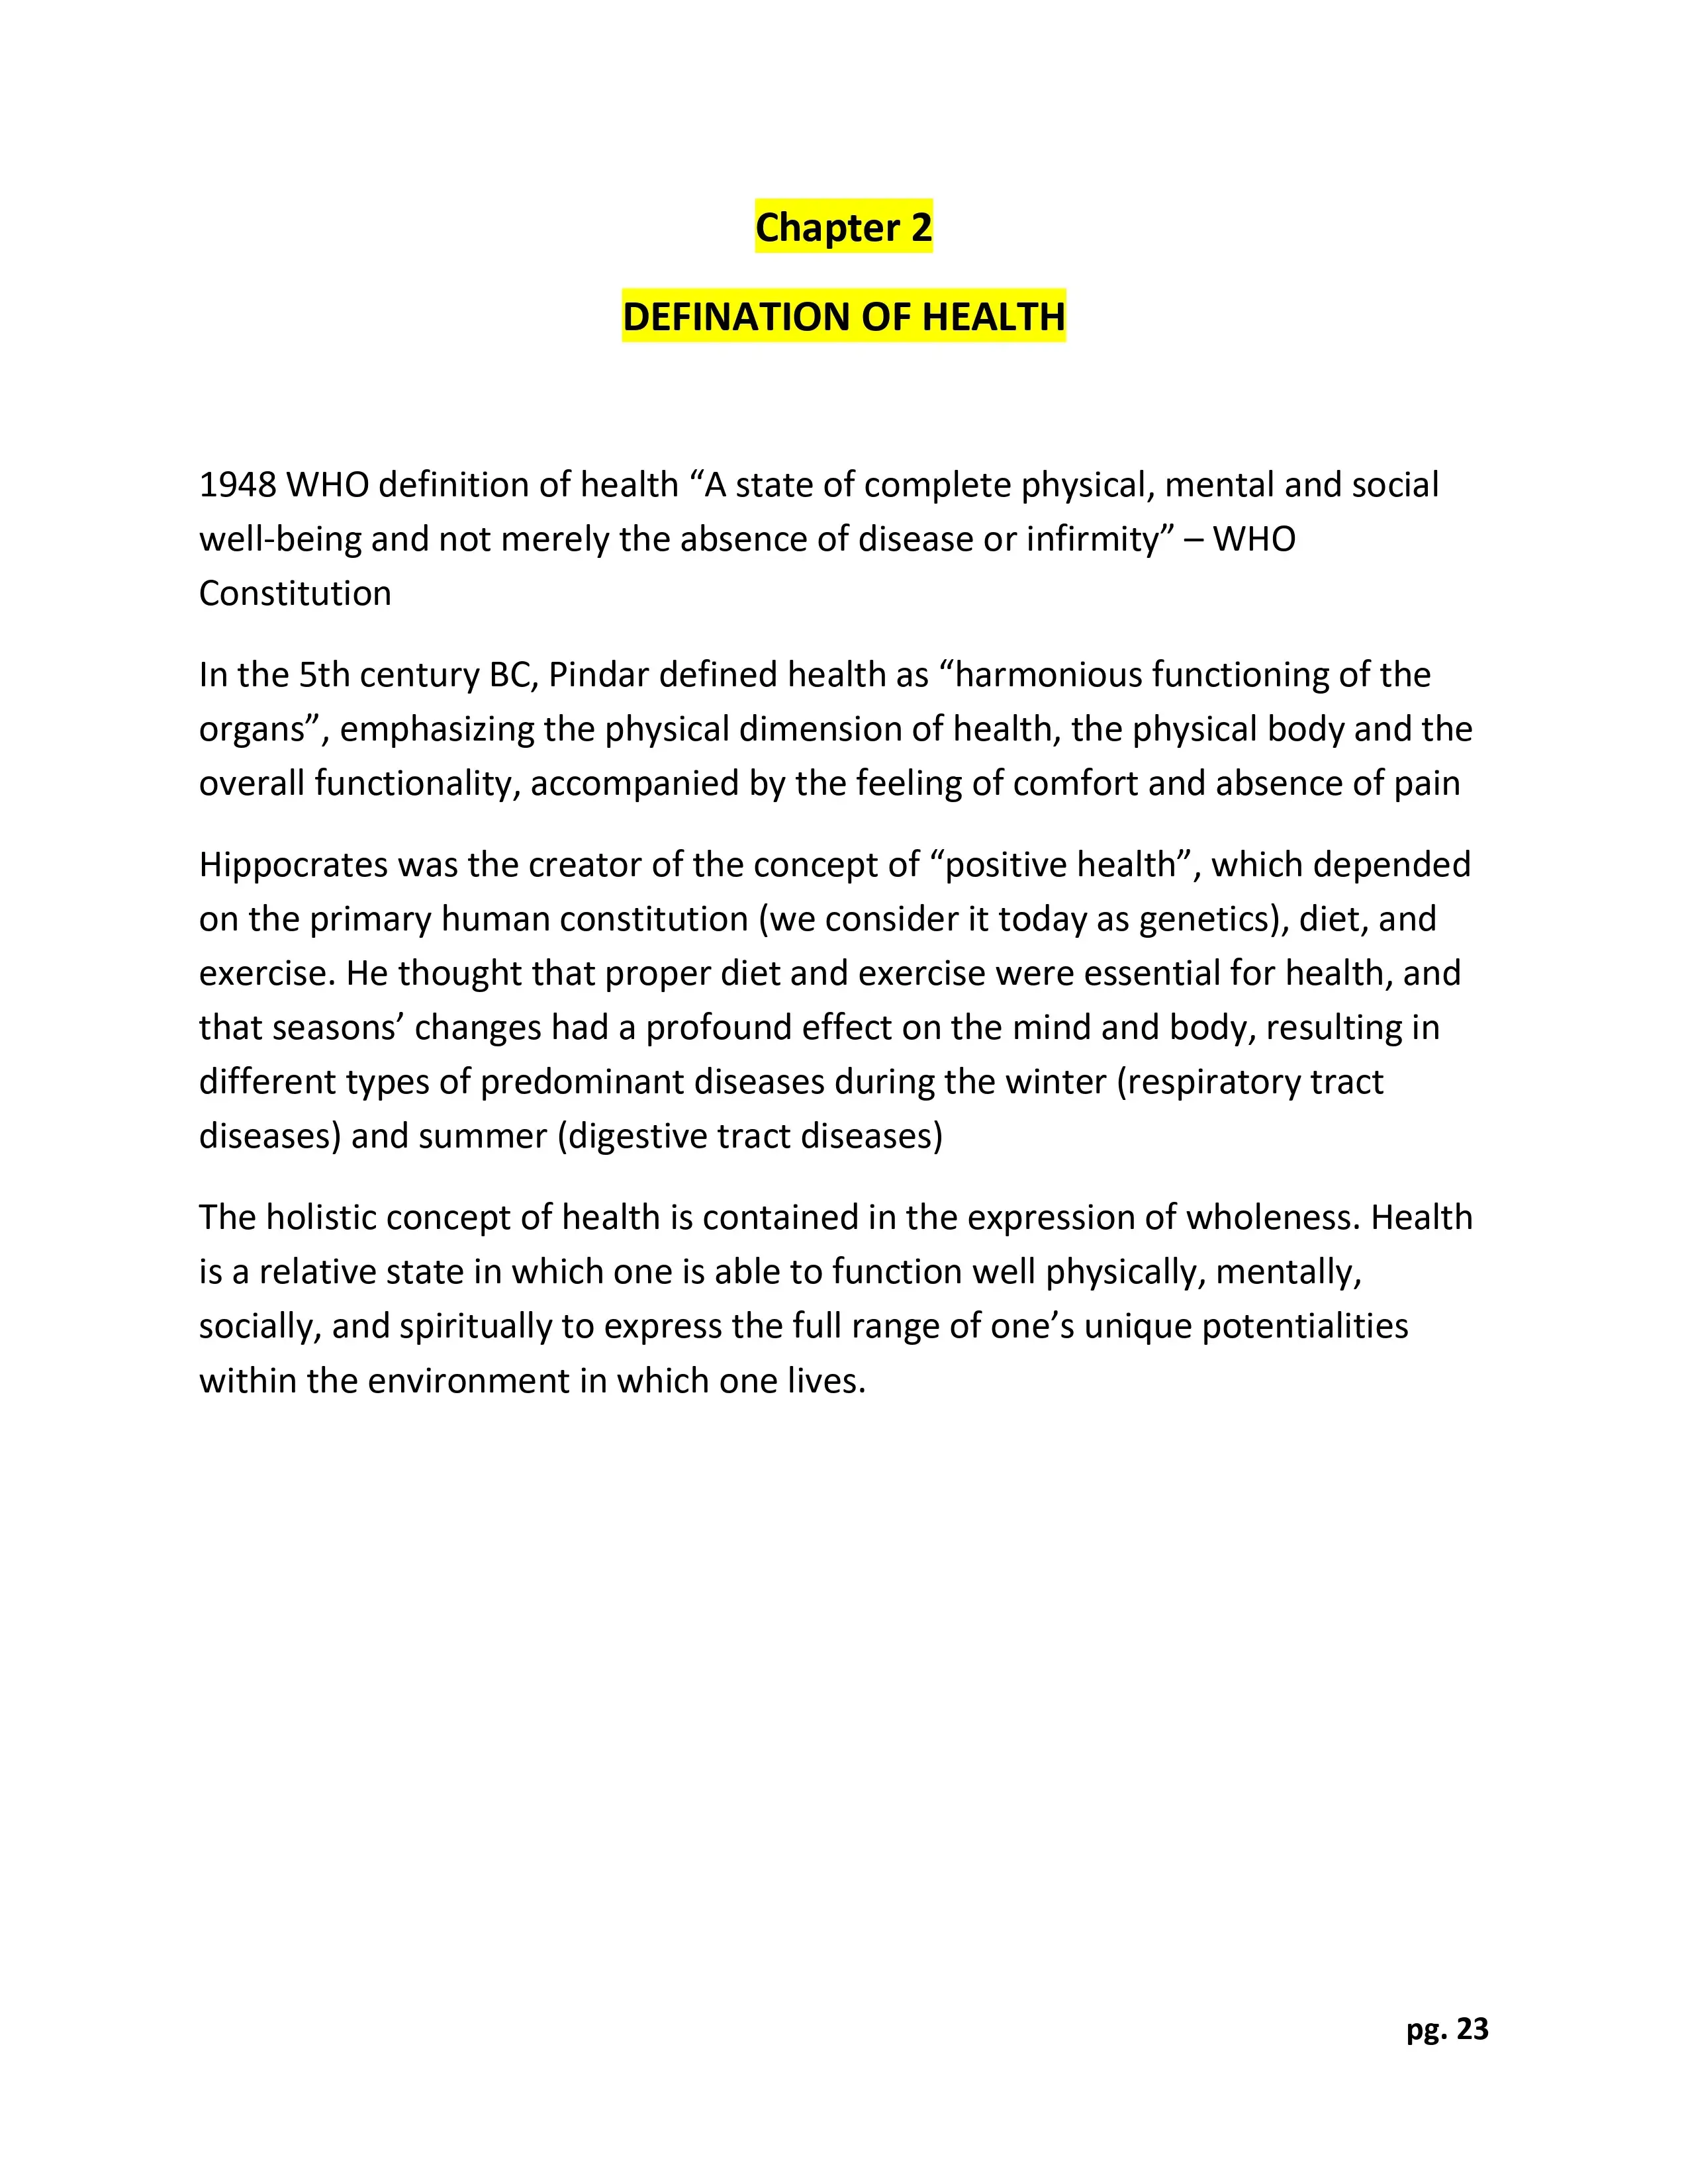 Chapter 2
DEFINATION OF HEALTH
1948 WHO definition of health “A state of complete physical, mental and social
well-being and not merely the absence of disease or infirmity” – WHO
Constitution
In the 5th century BC, Pindar defined health as “harmonious functioning of the
organs”, emphasizing the physical dimension of health, the physical body and the
overall functionality, accompanied by the feeling of comfort and absence of pain
Hippocrates was the creator of the concept of “positive health”, which depended
on the primary human constitution (we consider it today as genetics), diet, and
exercise. He thought that proper diet and exercise were essential for health, and
that seasons’ changes had a profound effect on the mind and body, resulting in
different types of predominant diseases during the winter (respiratory tract
diseases) and summer (digestive tract diseases)
The holistic concept of health is contained in the expression of wholeness. Health
is a relative state in which one is able to function well physically, mentally,
socially, and spiritually to express the full range of one’s unique potentialities
within the environment in which one lives.
pg. 23